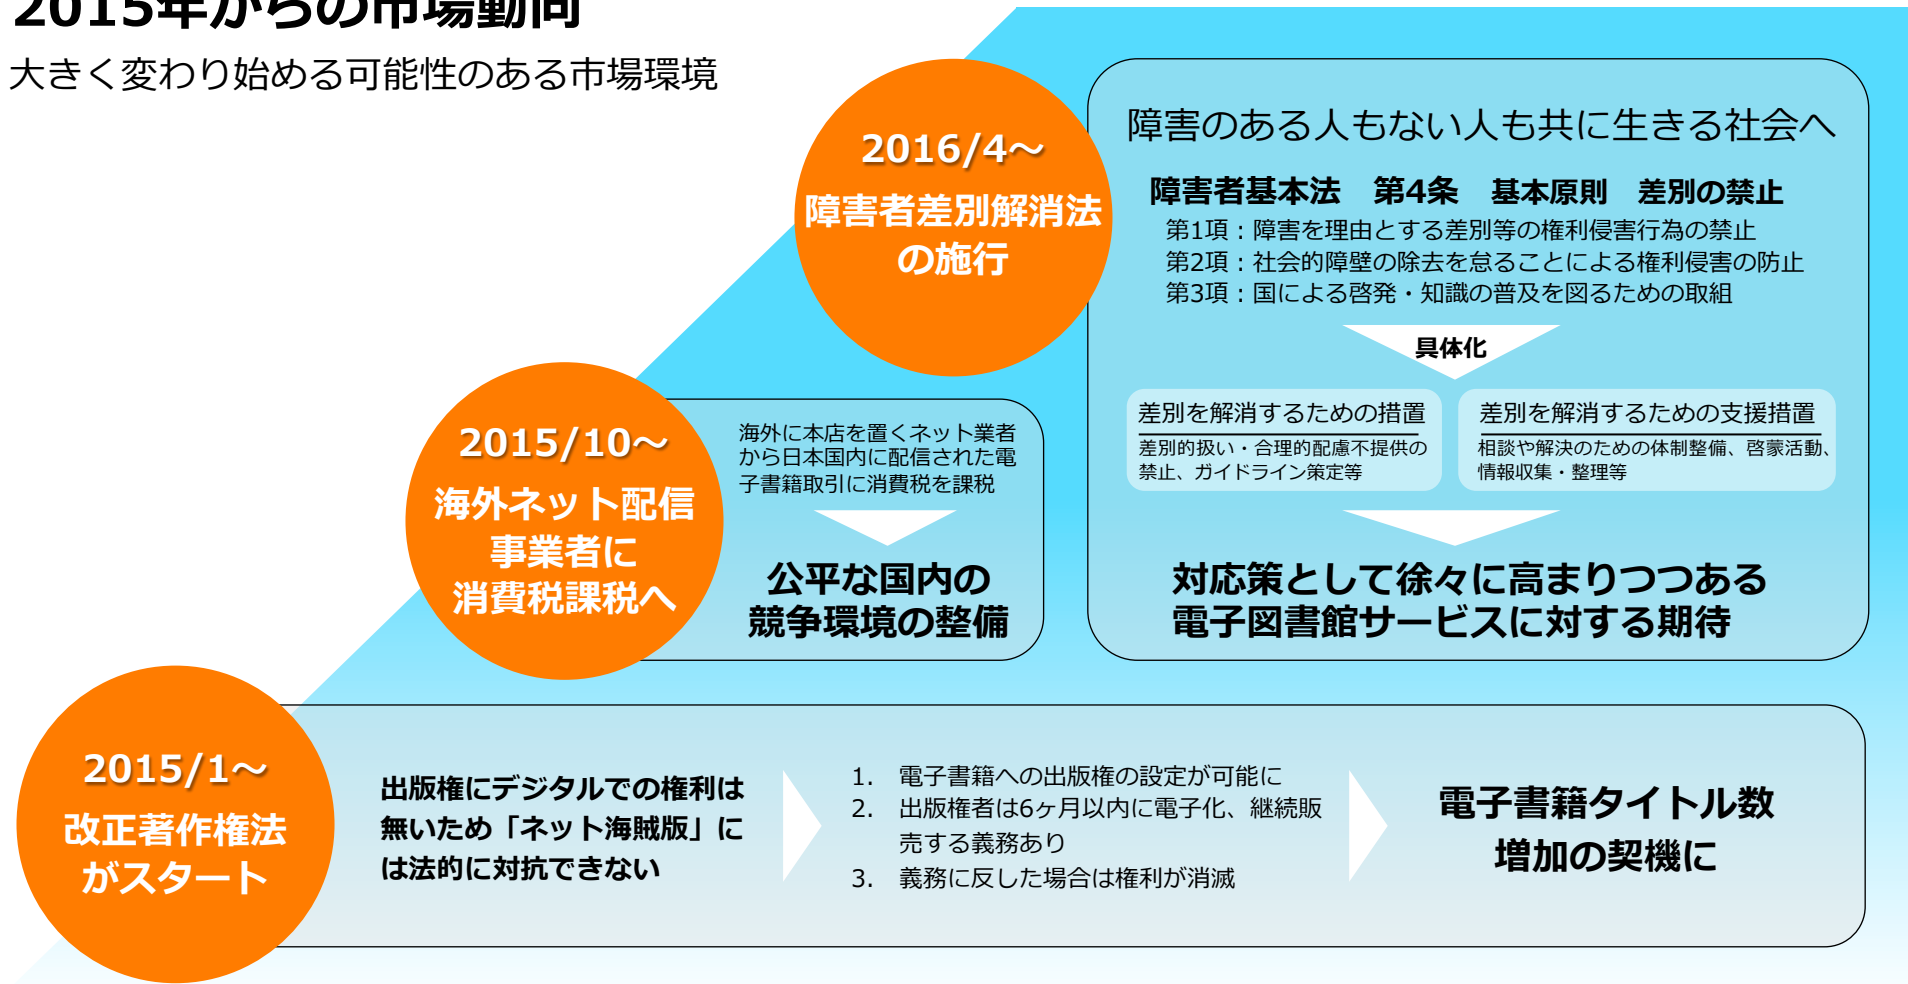 2015年からの市場動向
大きく変わり始める可能性のある市場環境
2016/4～
障害者差別解消法
の施行
障害のある人もない人も共に生きる社会へ
障害者基本法　第4条　基本原則　差別の禁止
第1項：障害を理由とする差別等の権利侵害行為の禁止
第2項：社会的障壁の除去を怠ることによる権利侵害の防止
第3項：国による啓発・知識の普及を図るための取組
具体化
差別を解消するための措置
差別的扱い・合理的配慮不提供の
禁止、ガイドライン策定等
差別を解消するための支援措置
相談や解決のための体制整備、啓蒙活動、
情報収集・整理等
対応策として徐々に高まりつつある
電子図書館サービスに対する期待
2015/10～
海外ネット配信
事業者に
消費税課税へ
海外に本店を置くネット業者
から日本国内に配信された電
子書籍取引に消費税を課税
公平な国内の
競争環境の整備
2015/1～
改正著作権法
がスタート
出版権にデジタルでの権利は
無いため「ネット海賊版」に
は法的に対抗できない
1. 電子書籍への出版権の設定が可能に
2. 出版権者は6ヶ月以内に電子化、継続販
売する義務あり
3. 義務に反した場合は権利が消滅
電子書籍タイトル数
増加の契機に